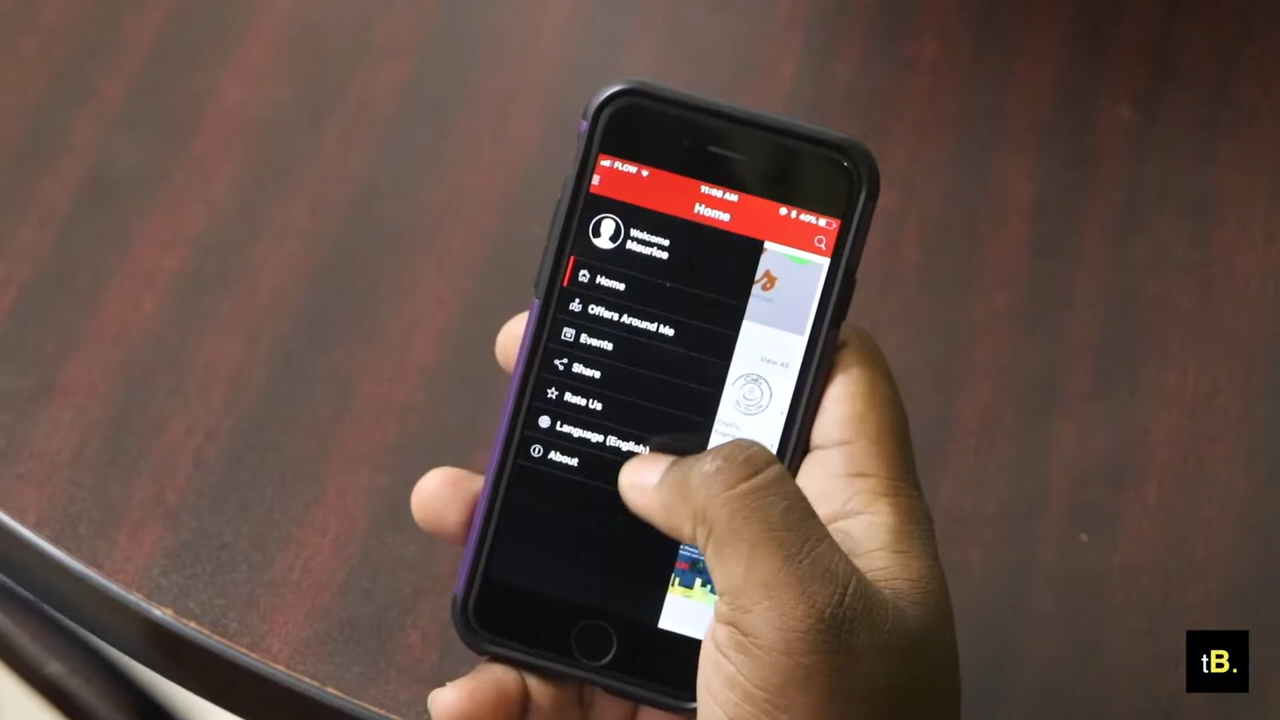 FLOW
11:08 AM
40%
Home
Welcome
Maurice
Home
Offers Around Me
Events
Share
Rate Us
Language (English)
About
View All
tB.